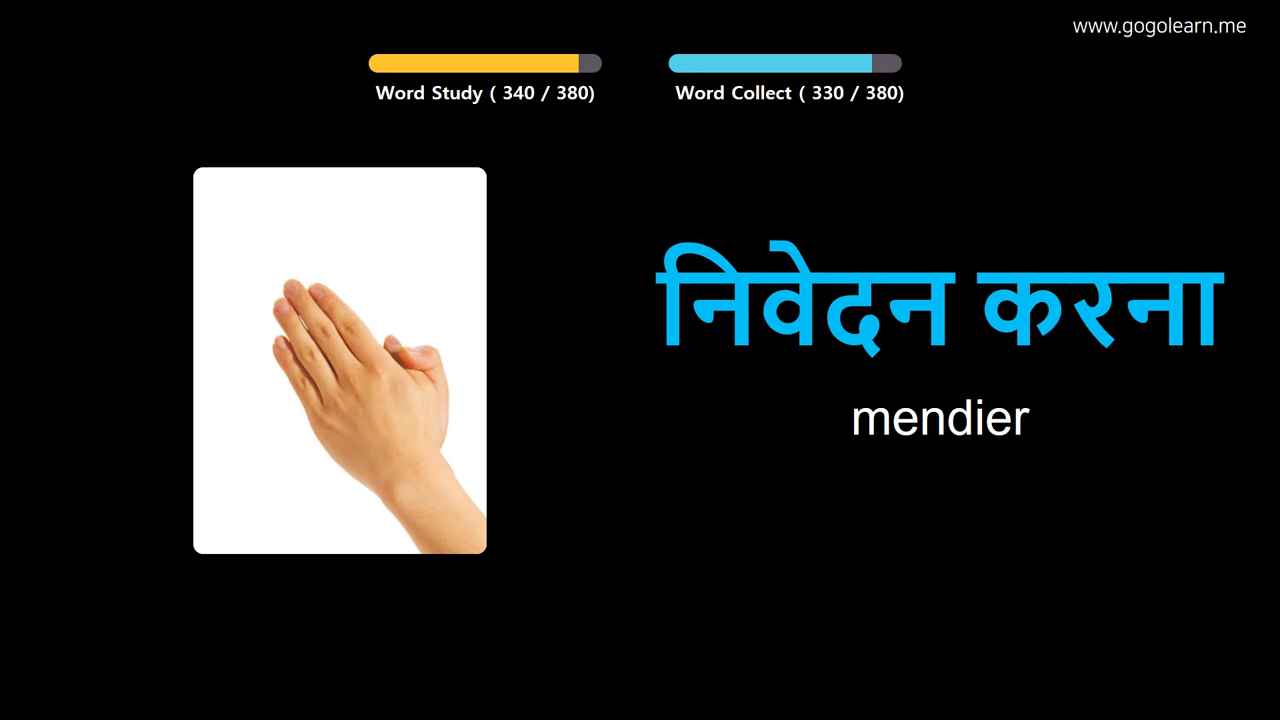 www.gogolearn.me
Word Study ( 340 / 380)
Word Collect ( 330 / 380)
निवेदन करना
mendier